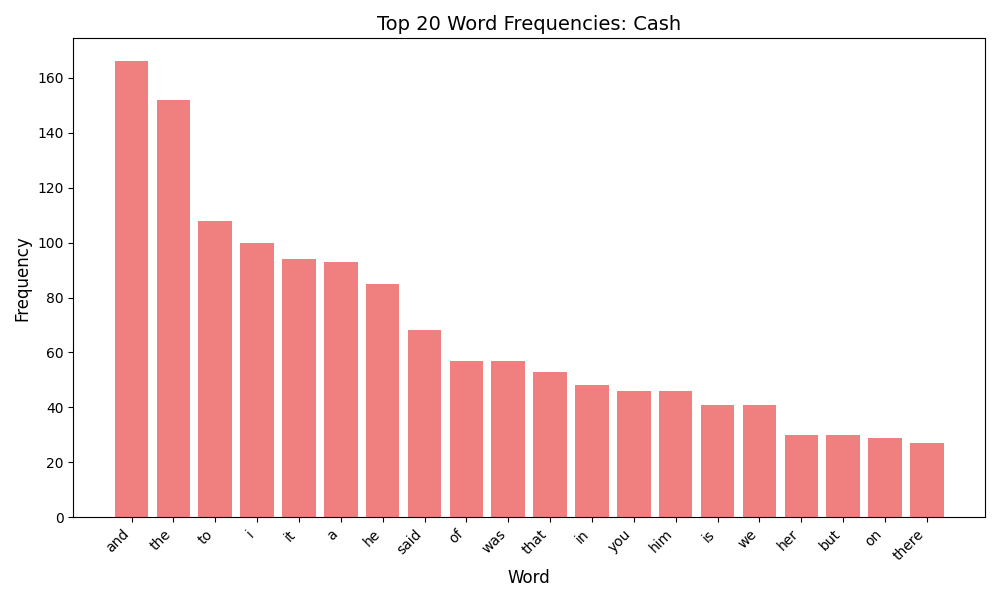 Top 20 Word Frequencies: Cash
Frequency
160
140
120
100
80
60
40
20
0
and the to i it a he said of was that in you him is we her but on there
Word